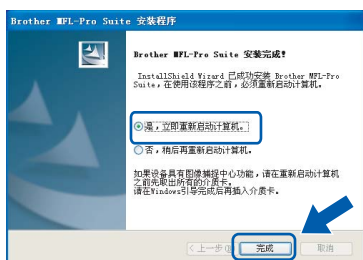 Brother MFL-Pro Suite 安装程序
Brother MFL-Pro Suite 安装完成!
InstallShield Wizard 已成功安装 Brother MFL-Pro
Suite，在使用该程序之前，必须重新启动计算机。
是，立即重新启动计算机。
否，稍后再重新启动计算机。
如果设备具有图像捕捉中心功能，请在重新启动计算机
之前先取出所有的介质卡。
请在Windows引导完成后再插入介质卡。
<上一步(B) 完成 取消